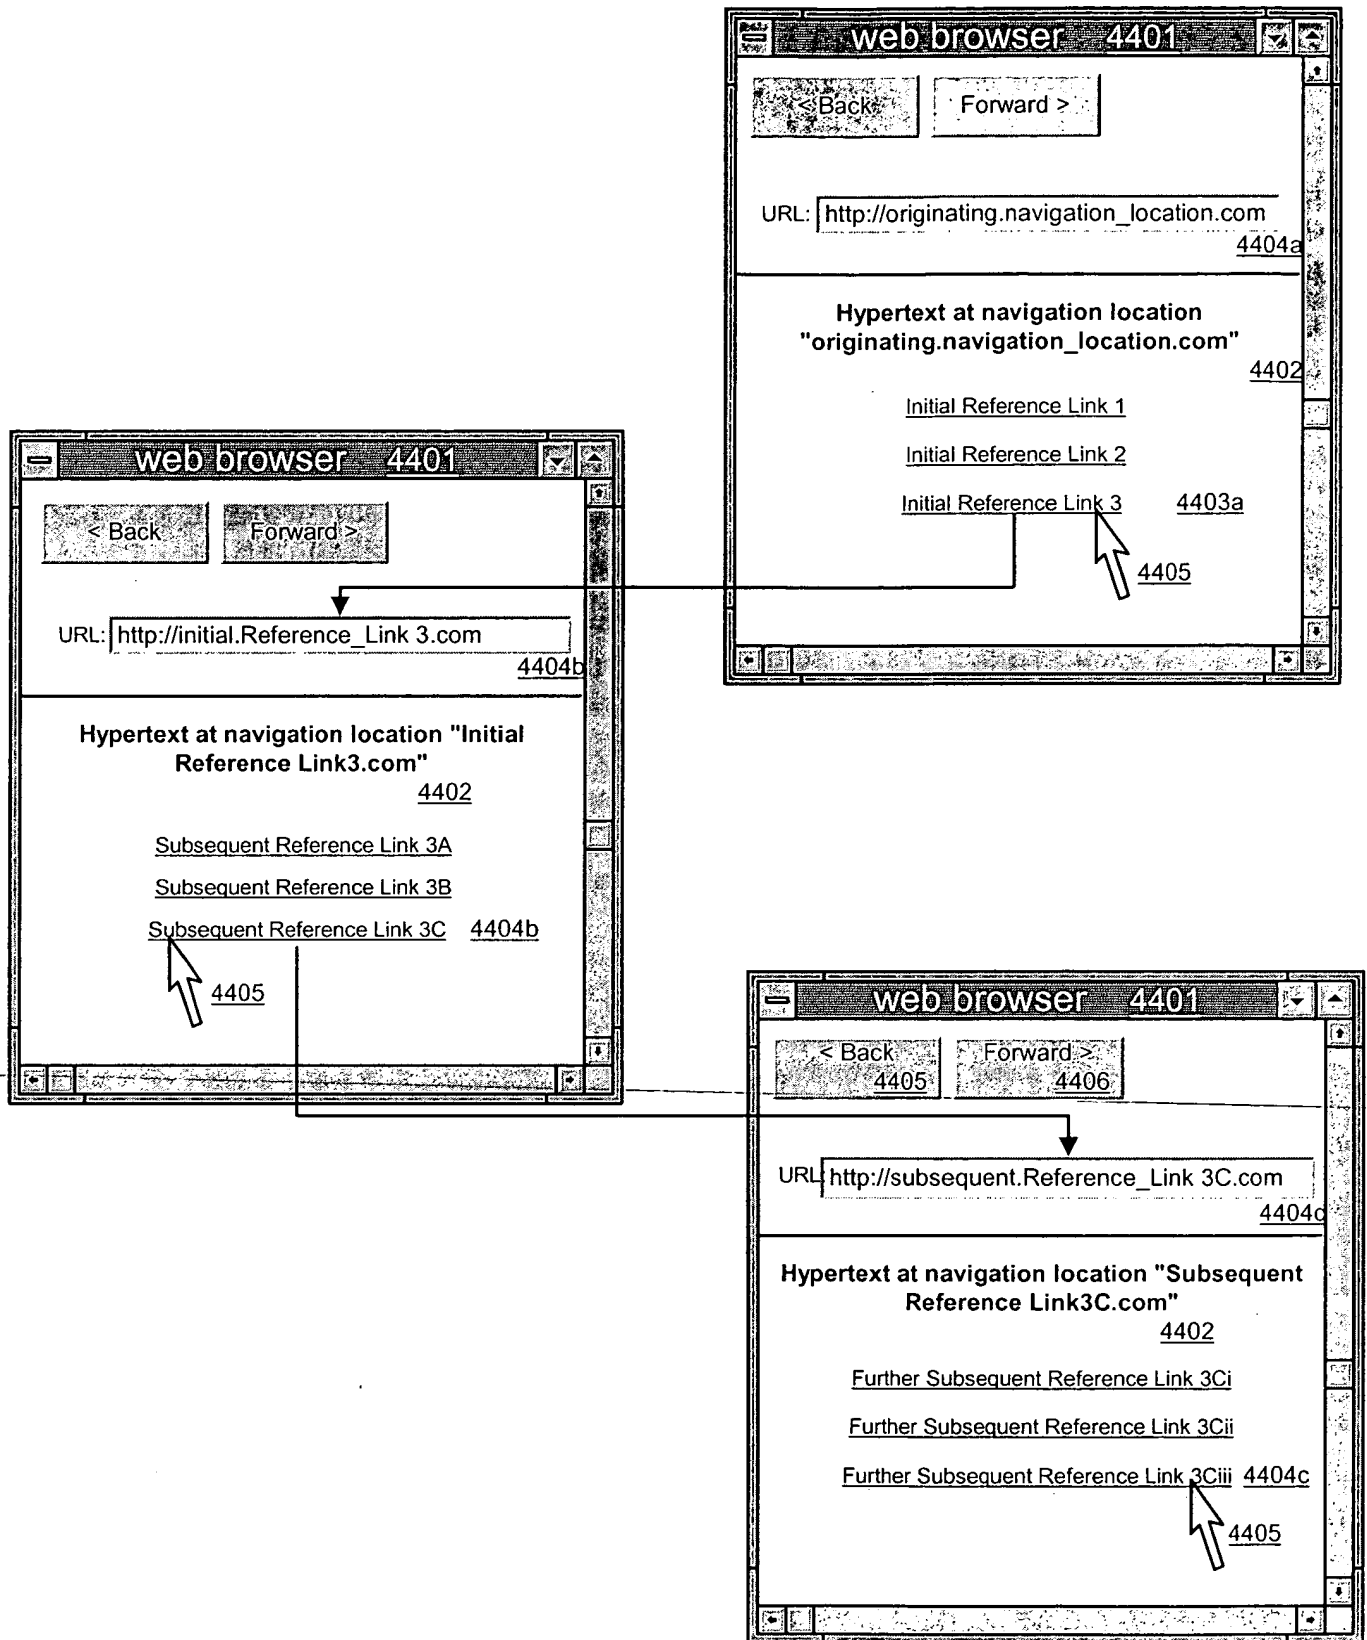 web browser 4401
< Back Forward >
URL: http://originating.navigation_location.com
4404a
Hypertext at navigation location
"originating.navigation_location.com"
4402
Initial Reference Link 1
Initial Reference Link 2
Initial Reference Link 3 4403a
4405
web browser 4401
< Back Forward >
URL: http://initial.Reference_Link 3.com
4404b
Hypertext at navigation location "Initial
Reference Link3.com"
4402
Subsequent Reference Link 3A
Subsequent Reference Link 3B
Subsequent Reference Link 3C 4404b
4405
web browser 4401
< Back Forward >
4405 4406
URL: http://subsequent.Reference_Link 3C.com
4404c
Hypertext at navigation location "Subsequent
Reference Link3C.com"
4402
Further Subsequent Reference Link 3Ci
Further Subsequent Reference Link 3Cii
Further Subsequent Reference Link 3Ciii 4404c
4405